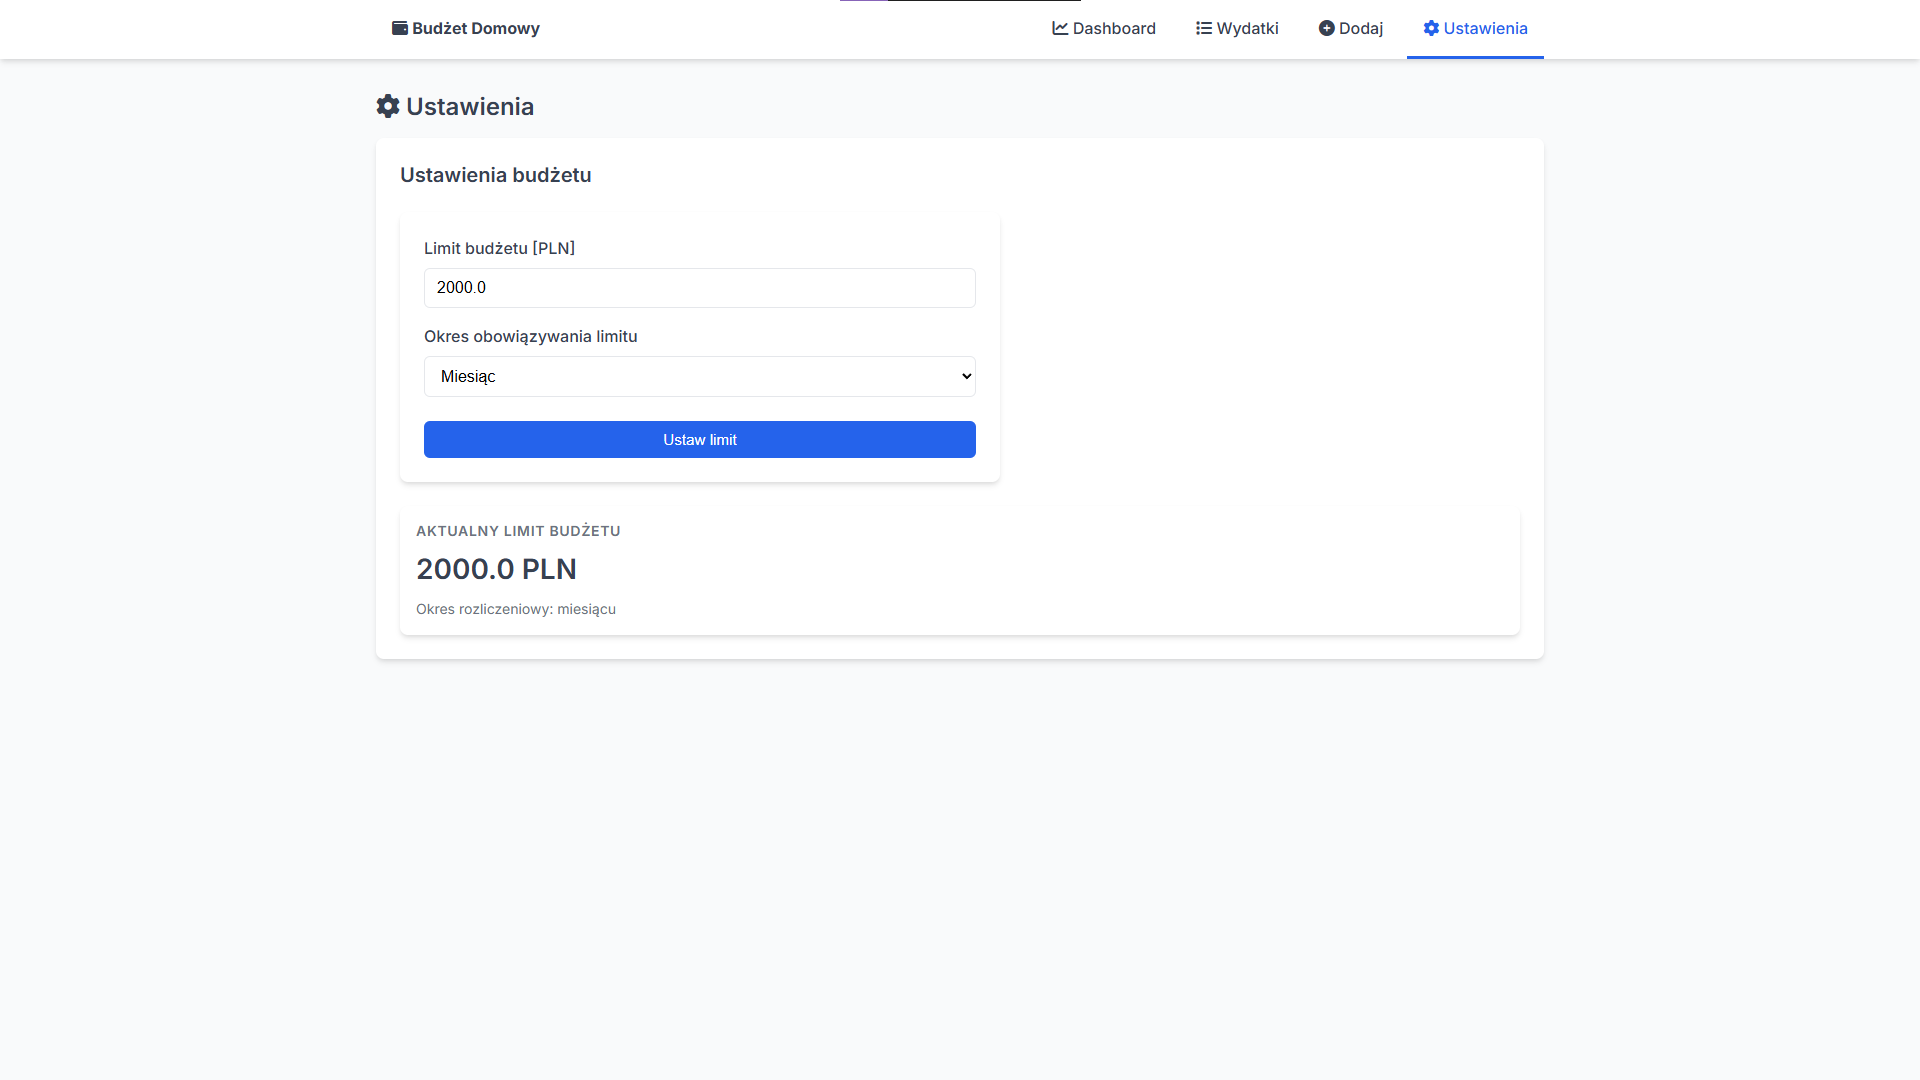 Budżet Domowy
Dashboard
Wydatki
Dodaj
Ustawienia
Ustawienia
Ustawienia budżetu
Limit budżetu [PLN]
2000.0
Okres obowiązywania limitu
Miesiąc
Ustaw limit
AKTUALNY LIMIT BUDŻETU
2000.0 PLN
Okres rozliczeniowy: miesiącu